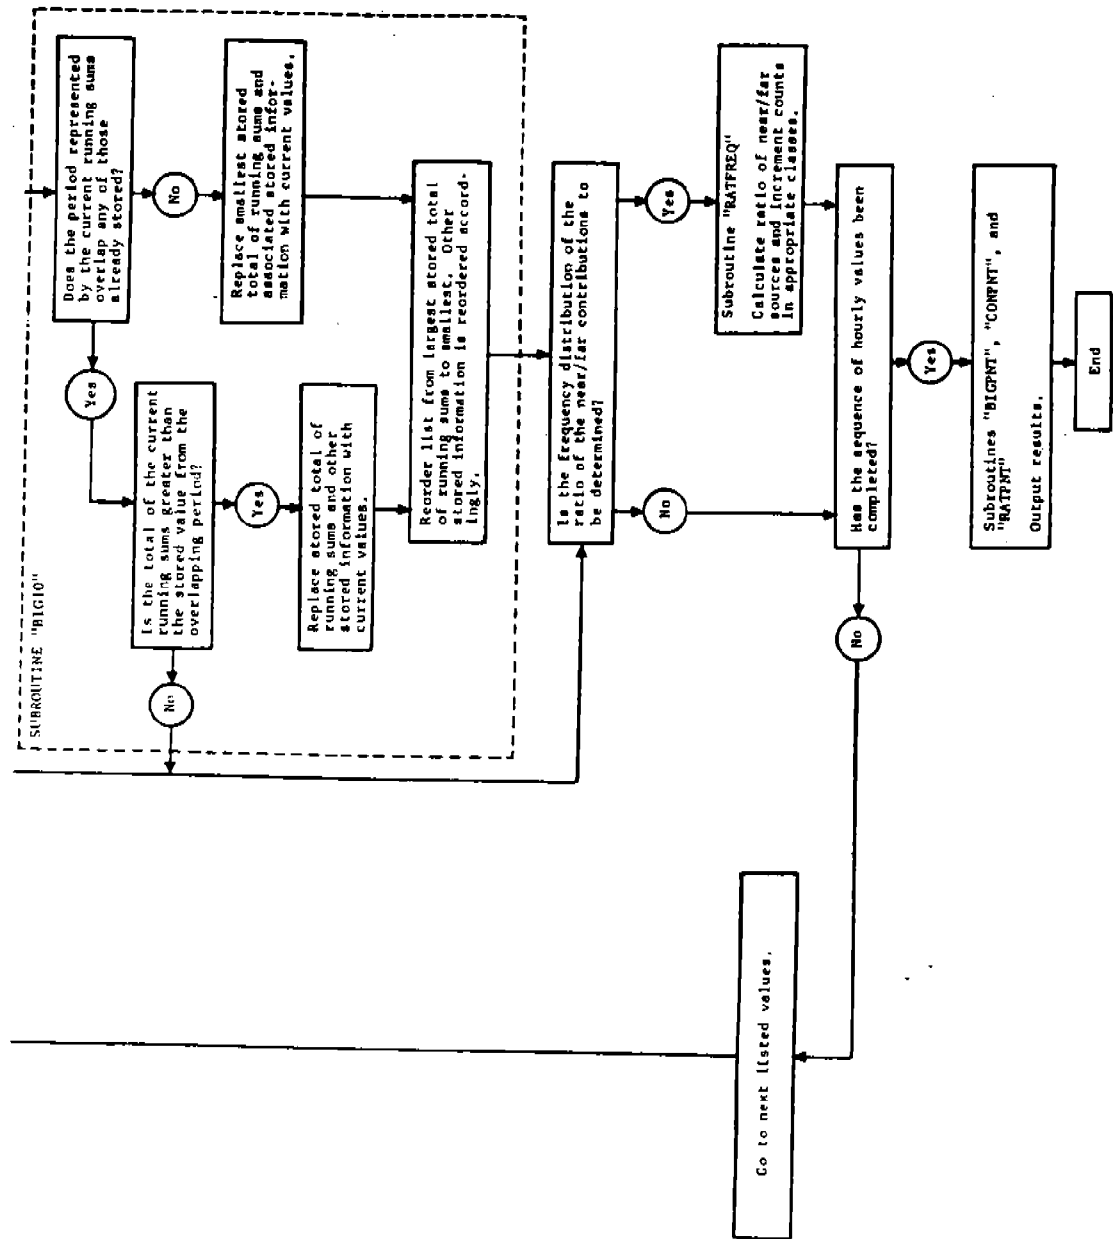 SUBROUTINE "BIG10"
Does the period represented
by the current running sums
overlap any of those
already stored?
No
Replace smallest stored
total of running sums and
associated stored infor-
mation with current values.
Yes
Is the total of the current
running sums greater than
the stored value from the
overlapping period?
Yes
Replace stored total of
running sums and other
stored information with
current values.
No
Reorder list from largest stored total
of running sums to smallest. Other
stored information is reordered accord-
ingly.
Is the frequency distribution of the
ratio of the near/far contributions to
be determined?
Yes
Subroutine "RATFREQ"
Calculate ratio of near/far
sources and increment counts
in appropriate classes.
No
Has the sequence of hourly values been
completed?
Yes
Subroutines "BIGPNT", "CONPNT", and
"RATPNT"
Output results.
End
No
Go to next listed values.